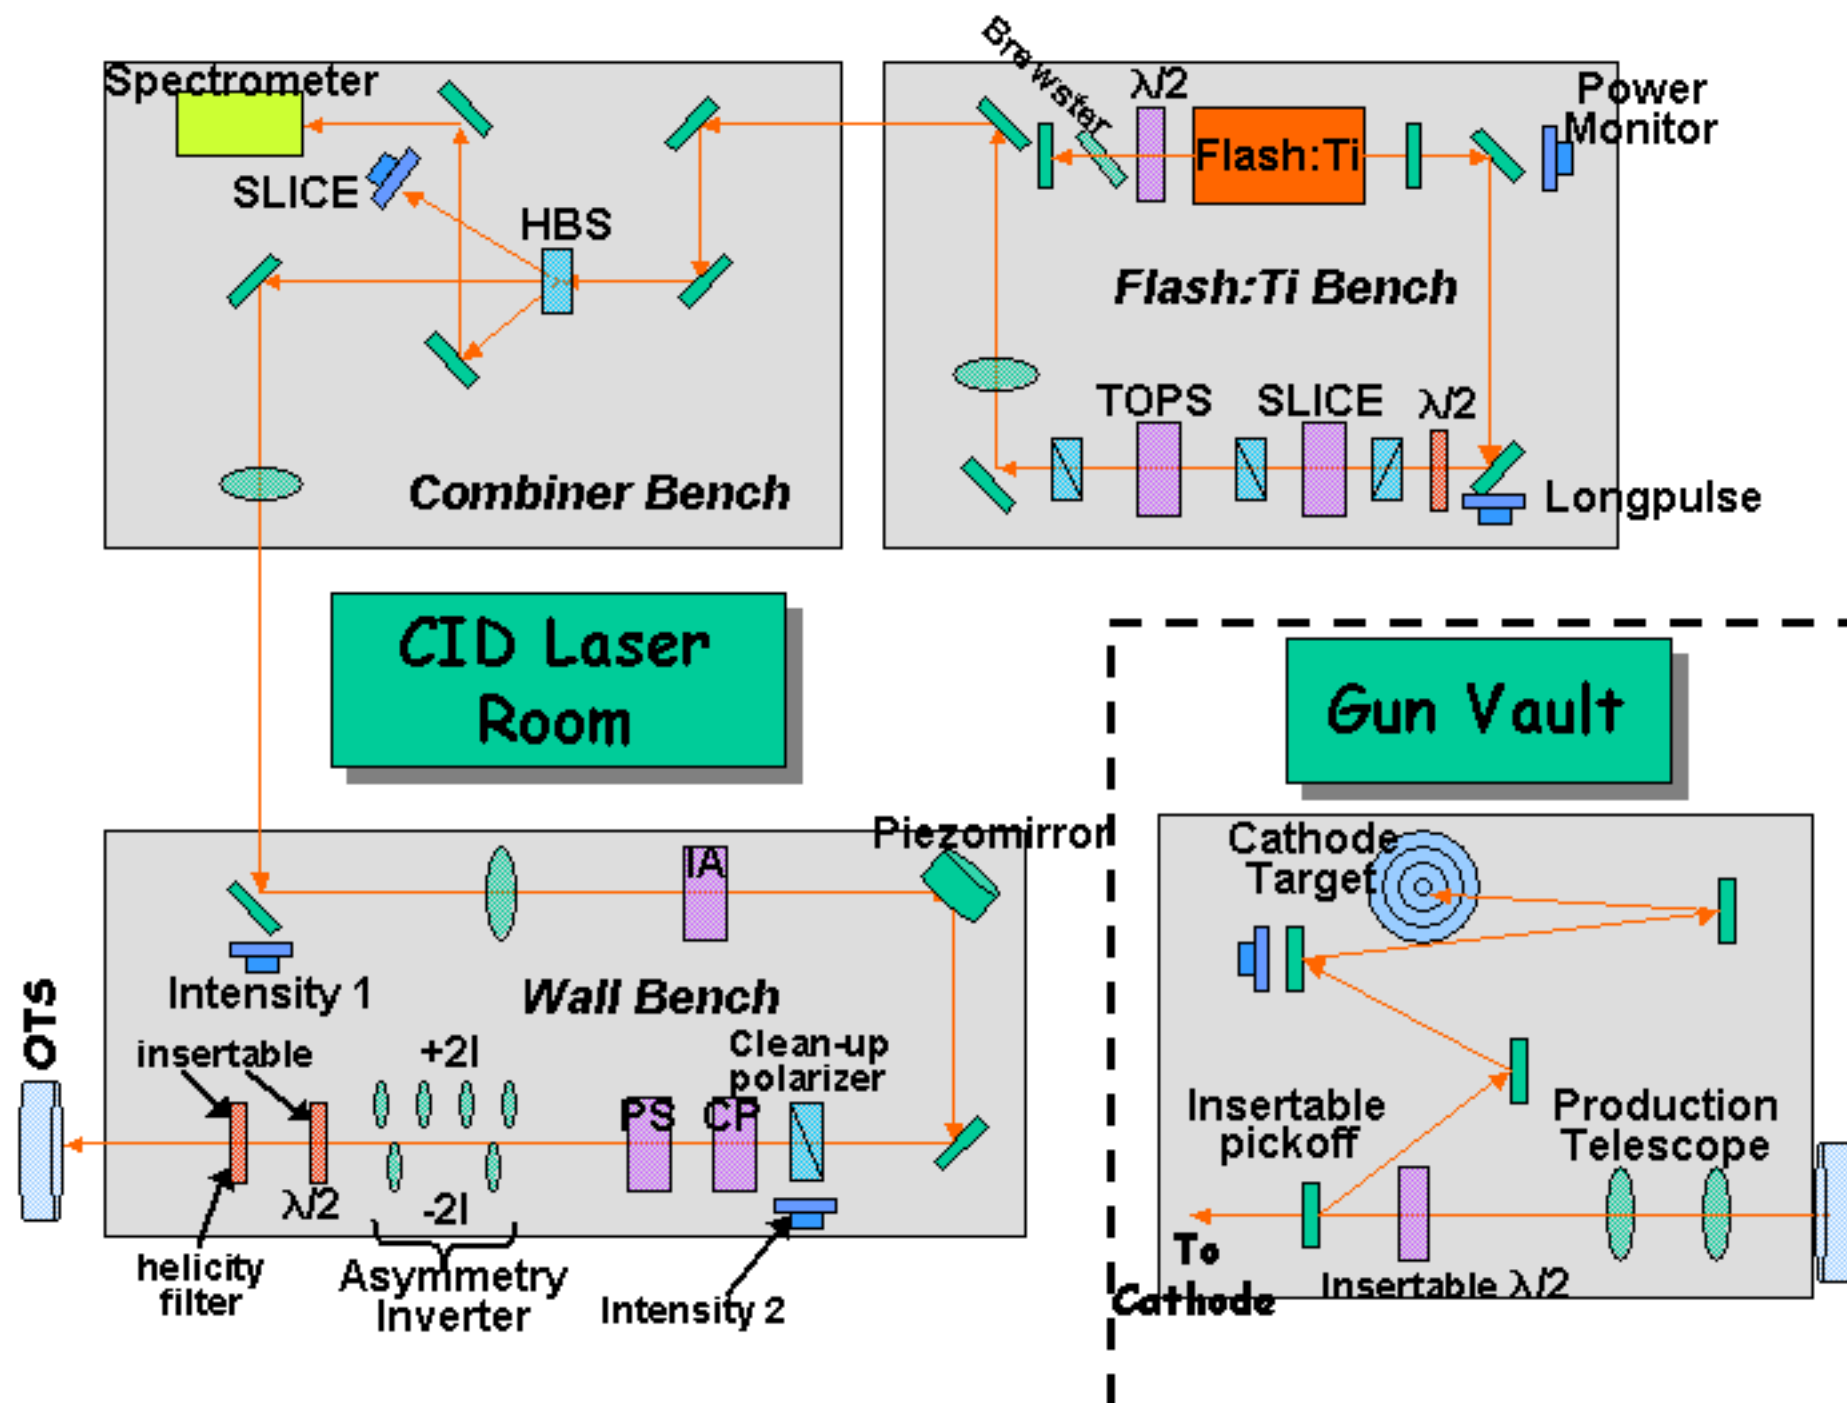 Spectrometer
SLICE
HBS
Combiner Bench
Brewster
λ/2
Flash:Ti
Power
Monitor
Flash:Ti Bench
TOPS
SLICE
λ/2
Longpulse
CID Laser
Room
Gun Vault
Piezomirror
IA
Intensity 1
Wall Bench
OTS
insertable
+2I
Clean-up
polarizer
PS
CP
λ/2
-2I
helicity
filter
Asymmetry
Inverter
Intensity 2
Cathode
Target
Insertable
pickoff
Production
Telescope
To
Cathode
Insertable λ/2